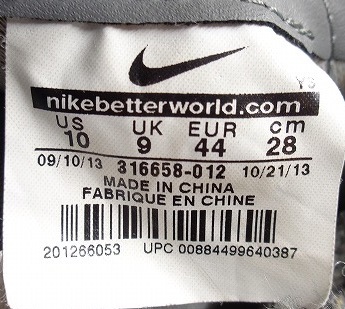 Y3
nikebetterworld.com
US UK EUR cm
10 9 44 28
09/10/13 316658-012 10/21/13
MADE IN CHINA
FABRIQUE EN CHINE
201266053 UPC 00884499640387